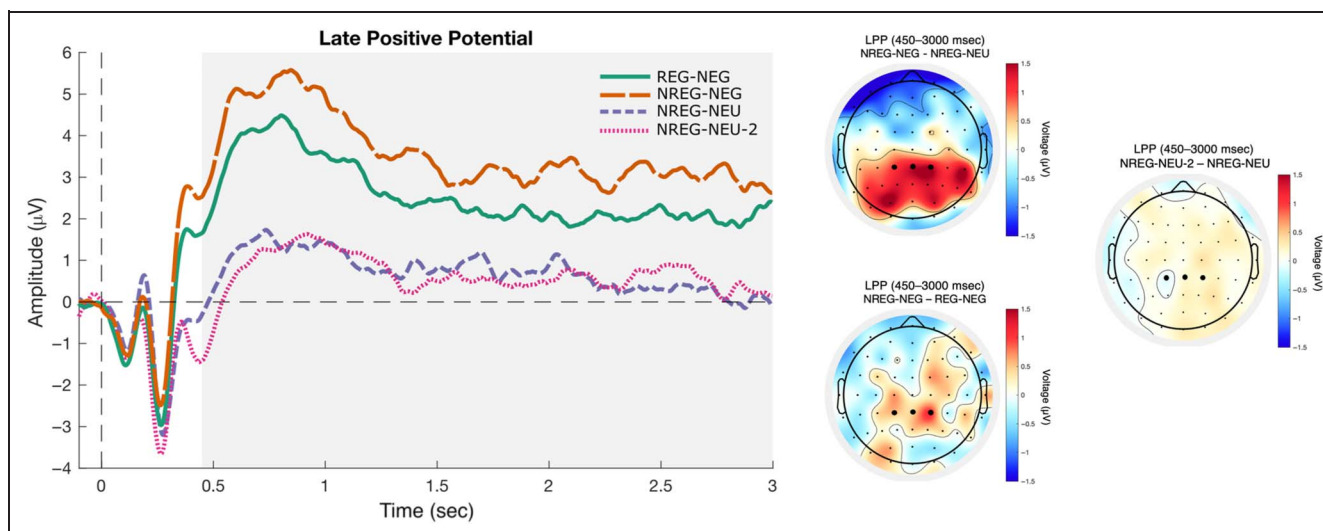 Late Positive Potential
6
5
4
3
2
1
0
−1
−2
−3
−4
Amplitude (μV)
0
0.5
1
1.5
2
2.5
3
Time (sec)
REG-NEG
NREG-NEG
NREG-NEU
NREG-NEU-2
LPP (450–3000 msec)
NREG-NEG - NREG-NEU
1.5
1
0.5
0
−0.5
−1
−1.5
Voltage (μV)
LPP (450–3000 msec)
NREG-NEG – REG-NEG
1.5
1
0.5
0
−0.5
−1
−1.5
Voltage (μV)
LPP (450–3000 msec)
NREG-NEU-2 – NREG-NEU
1.5
1
0.5
0
−0.5
−1
−1.5
Voltage (μV)